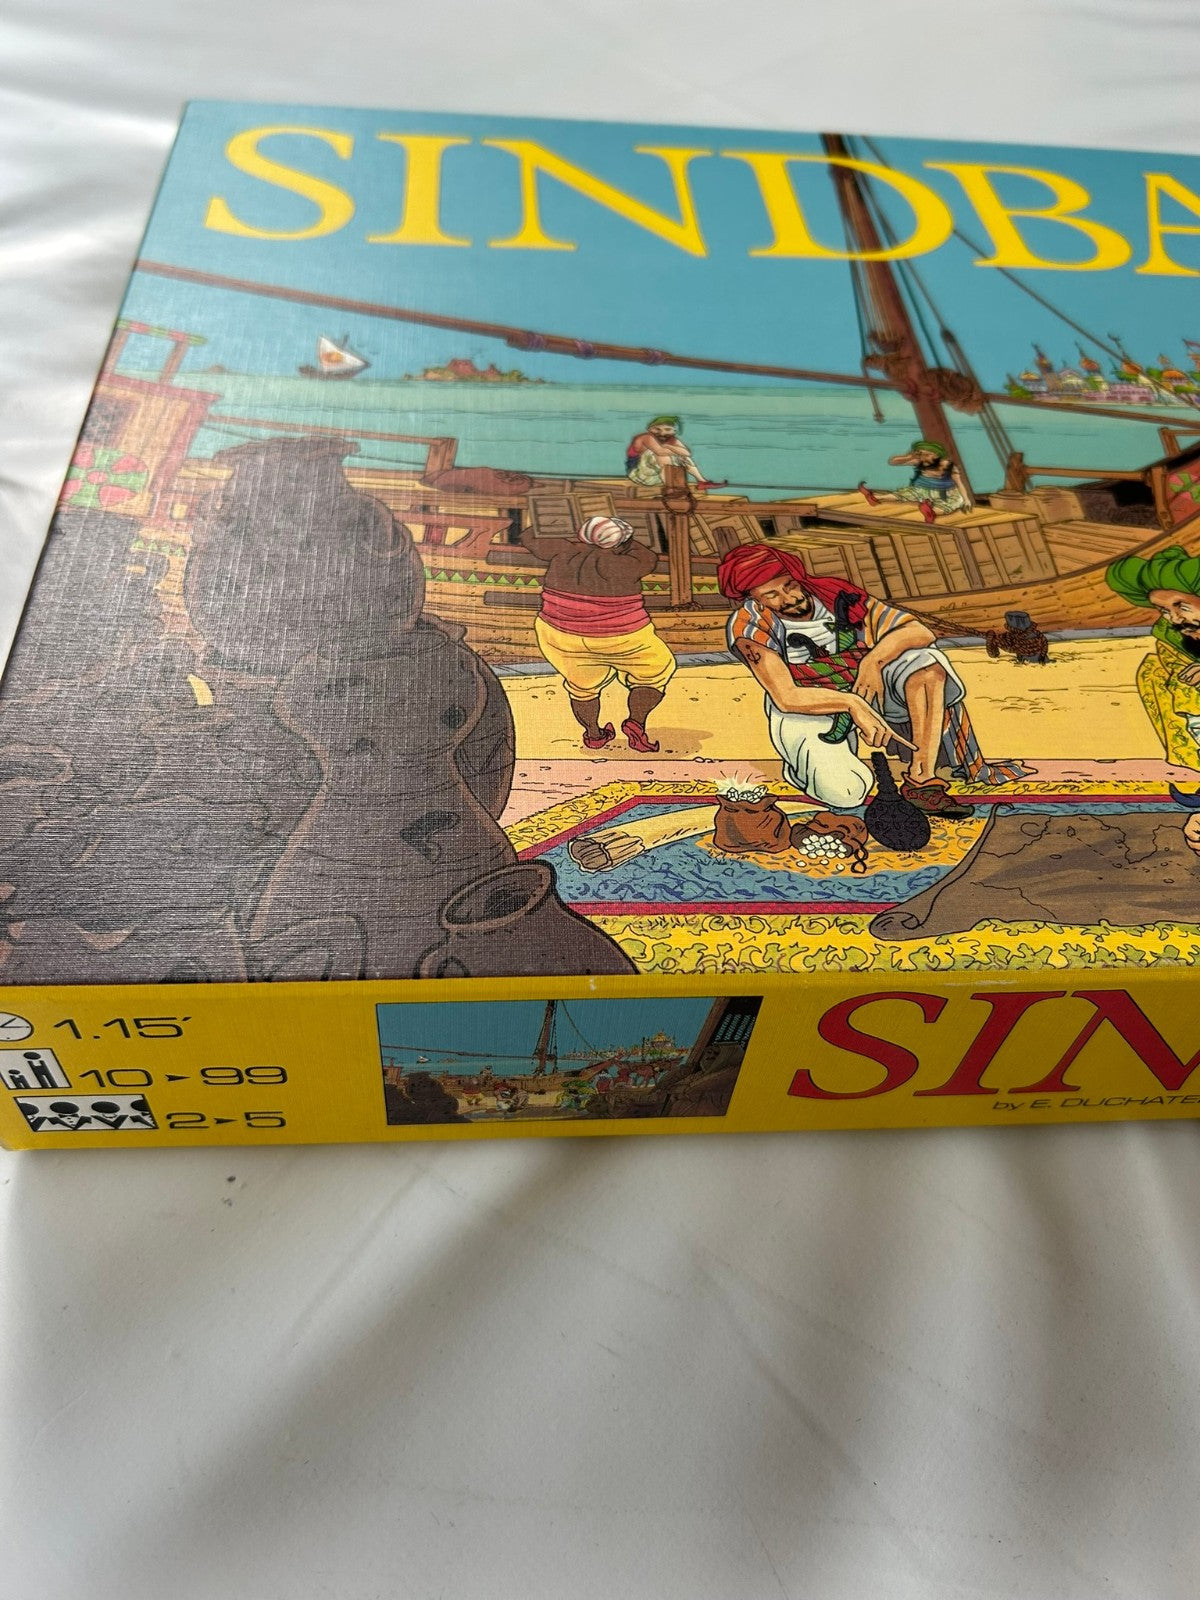 SINDBA
1.15'
10 ➤ 99
2 ➤ 5
SIN
by E. DUCHATE